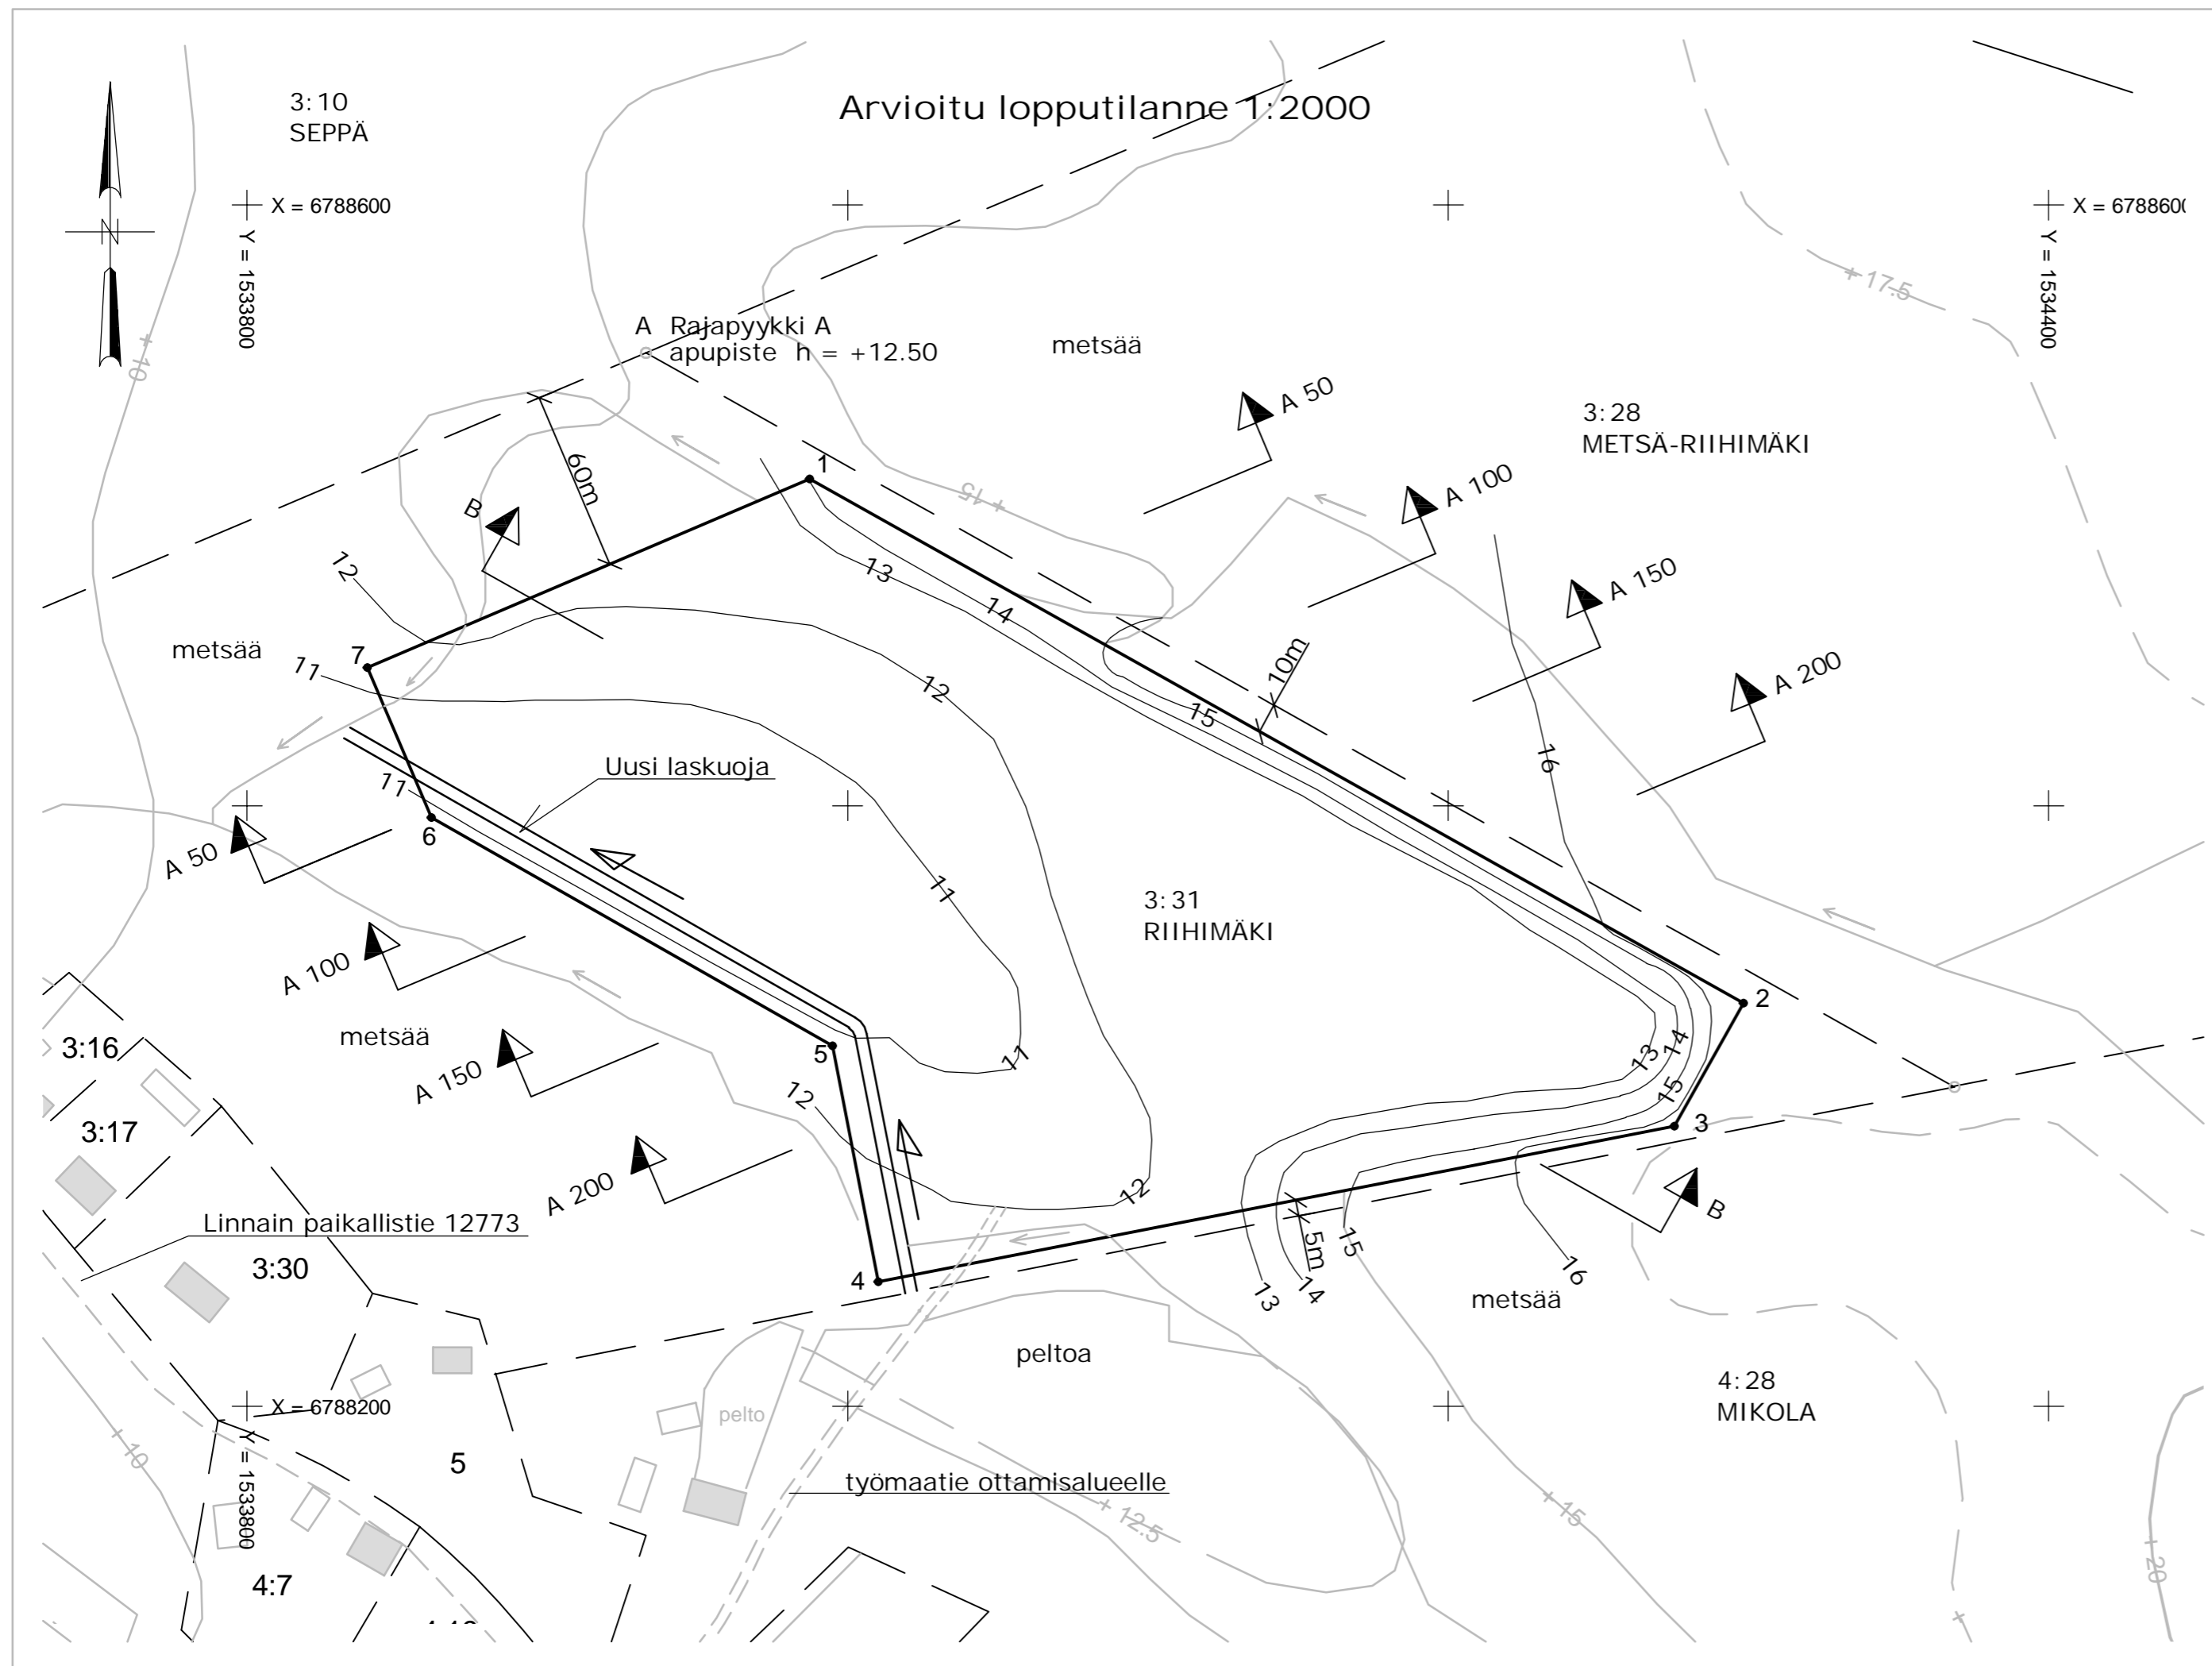 Arvioitu lopputilanne 1:2000
3:10
SEPPÄ
X = 6788600
Y = 1533800
X = 678860
Y = 1534400
N
+ 10
+ 17.5
A Rajapyykki A
apupiste h = +12.50
metsää
A 50
3:28
METSÄ-RIIHIMÄKI
A 100
A 150
A 200
60m
1
B
+ 15
12
13
14
metsää
7
11
12
10m
15
16
Uusi laskuoja
11
6
A 50
11
3:31
RIIHIMÄKI
A 100
metsää
2
3:16
5
11
13
14
A 150
12
15
3:17
3
A 200
12
B
Linnain paikallistie 12773
3:30
4
13
14
5m
15
16
metsää
peltoa
4:28
MIKOLA
X = 6788200
Y = 1533800
pelto
+ 10
5
työmaatie ottamisalueelle
+ 12.5
+ 15
+ 20
4:7
+